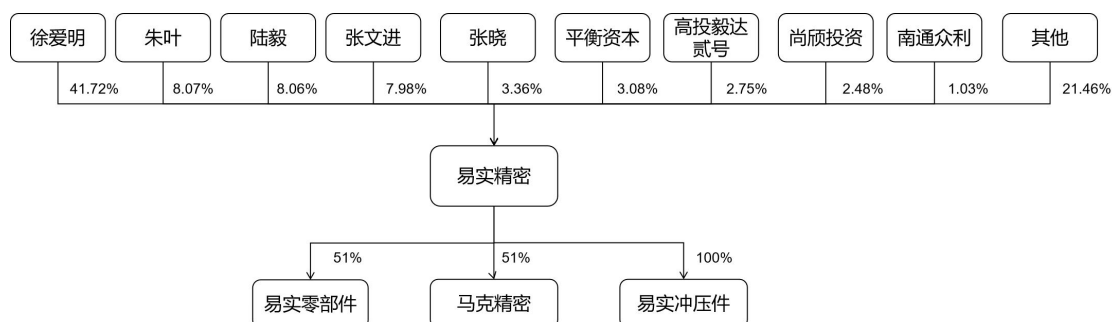 徐爱明
朱叶
陆毅
张文进
张晓
平衡资本
高投毅达
贰号
尚颀投资
南通众利
其他
41.72%
8.07%
8.06%
7.98%
3.36%
3.08%
2.75%
2.48%
1.03%
21.46%
易实精密
51%
51%
100%
易实零部件
马克精密
易实冲压件